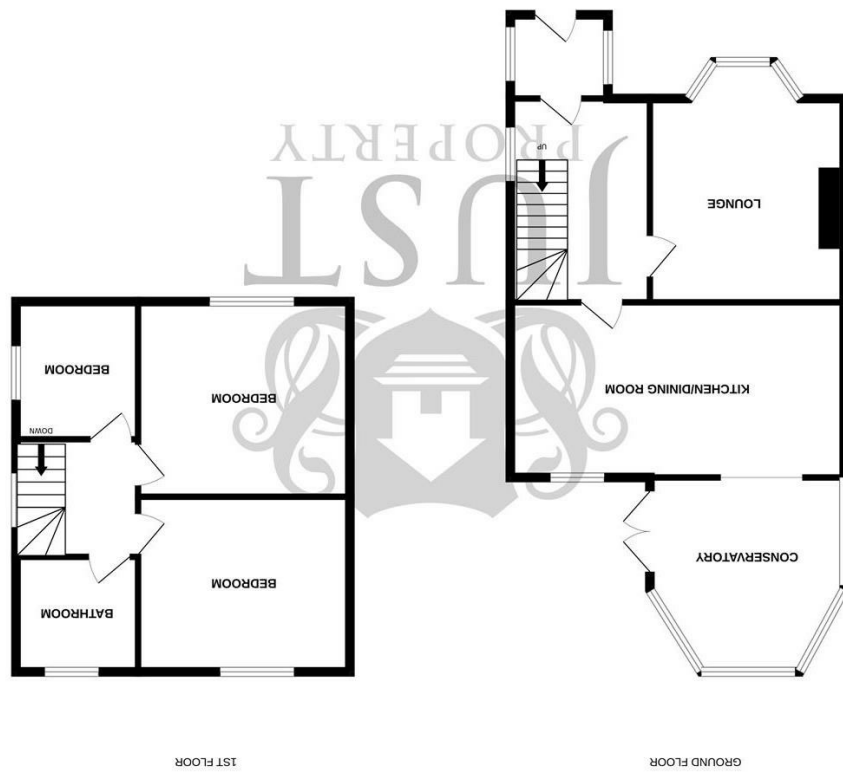 GROUND FLOOR
CONSERVATORY
KITCHEN/DINING ROOM
LOUNGE
UP
1ST FLOOR
BEDROOM
BATHROOM
DOWN
BEDROOM
BEDROOM
JUST
PROPERTY